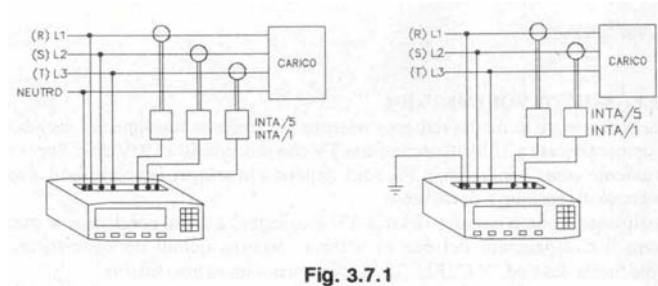 (R) L1
(S) L2
(T) L3
NEUTRO
CARICO
INTA/5
INTA/1
(R) L1
(S) L2
(T) L3
CARICO
INTA/5
INTA/1
Fig. 3.7.1